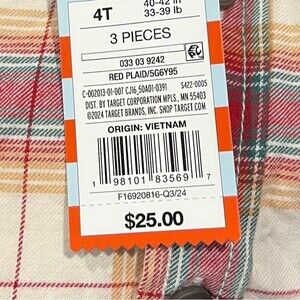 4T
40-42 in
33-39 lb
3 PIECES
033 03 9242
RED PLAID/5G6Y95
C-002013-01-007 CJ16_50A01-0391
$422-0005
DIST. BY TARGET CORPORATION MPLS., MN 55403
©2024 TARGET BRANDS, INC. SHOP TARGET.COM
ORIGIN: VIETNAM
1 98101 83569 7
F16920816-Q3/24
$25.00